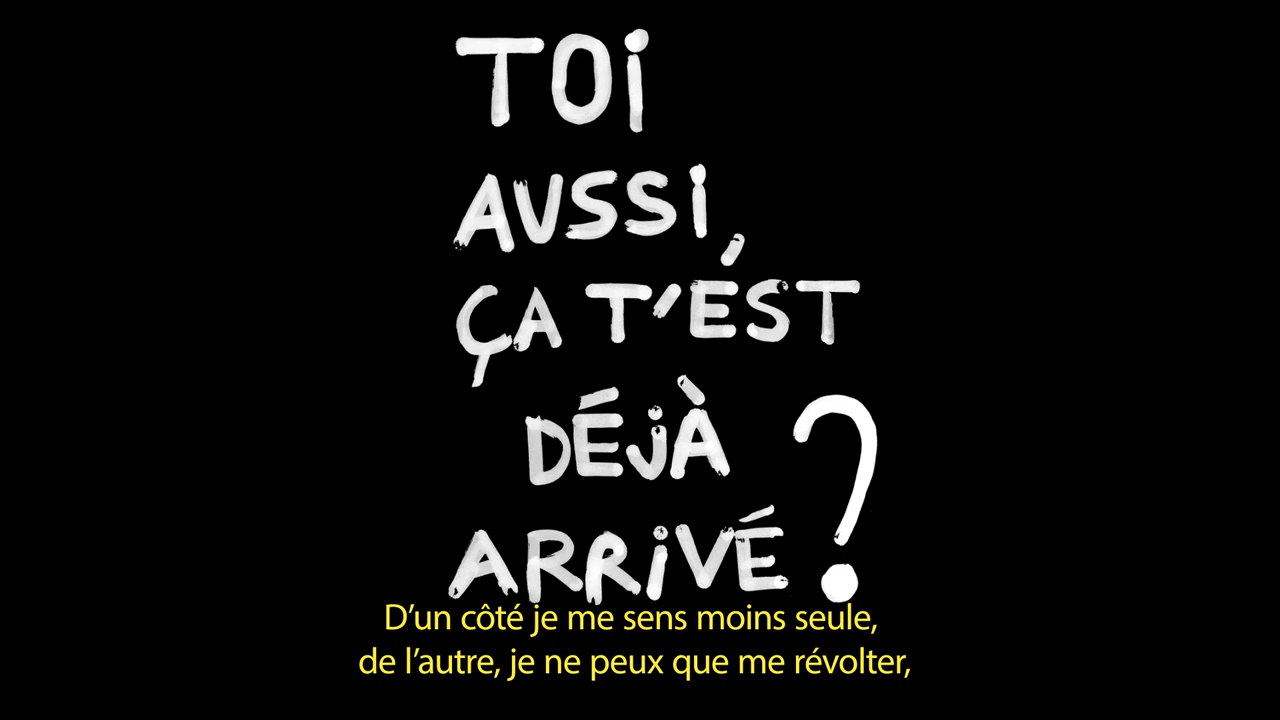 TOi
AUSSi,
ÇA T'ÉST
DÉjÀ
ARRiVÉ ?
D’un côté je me sens moins seule,
de l’autre, je ne peux que me révolter,